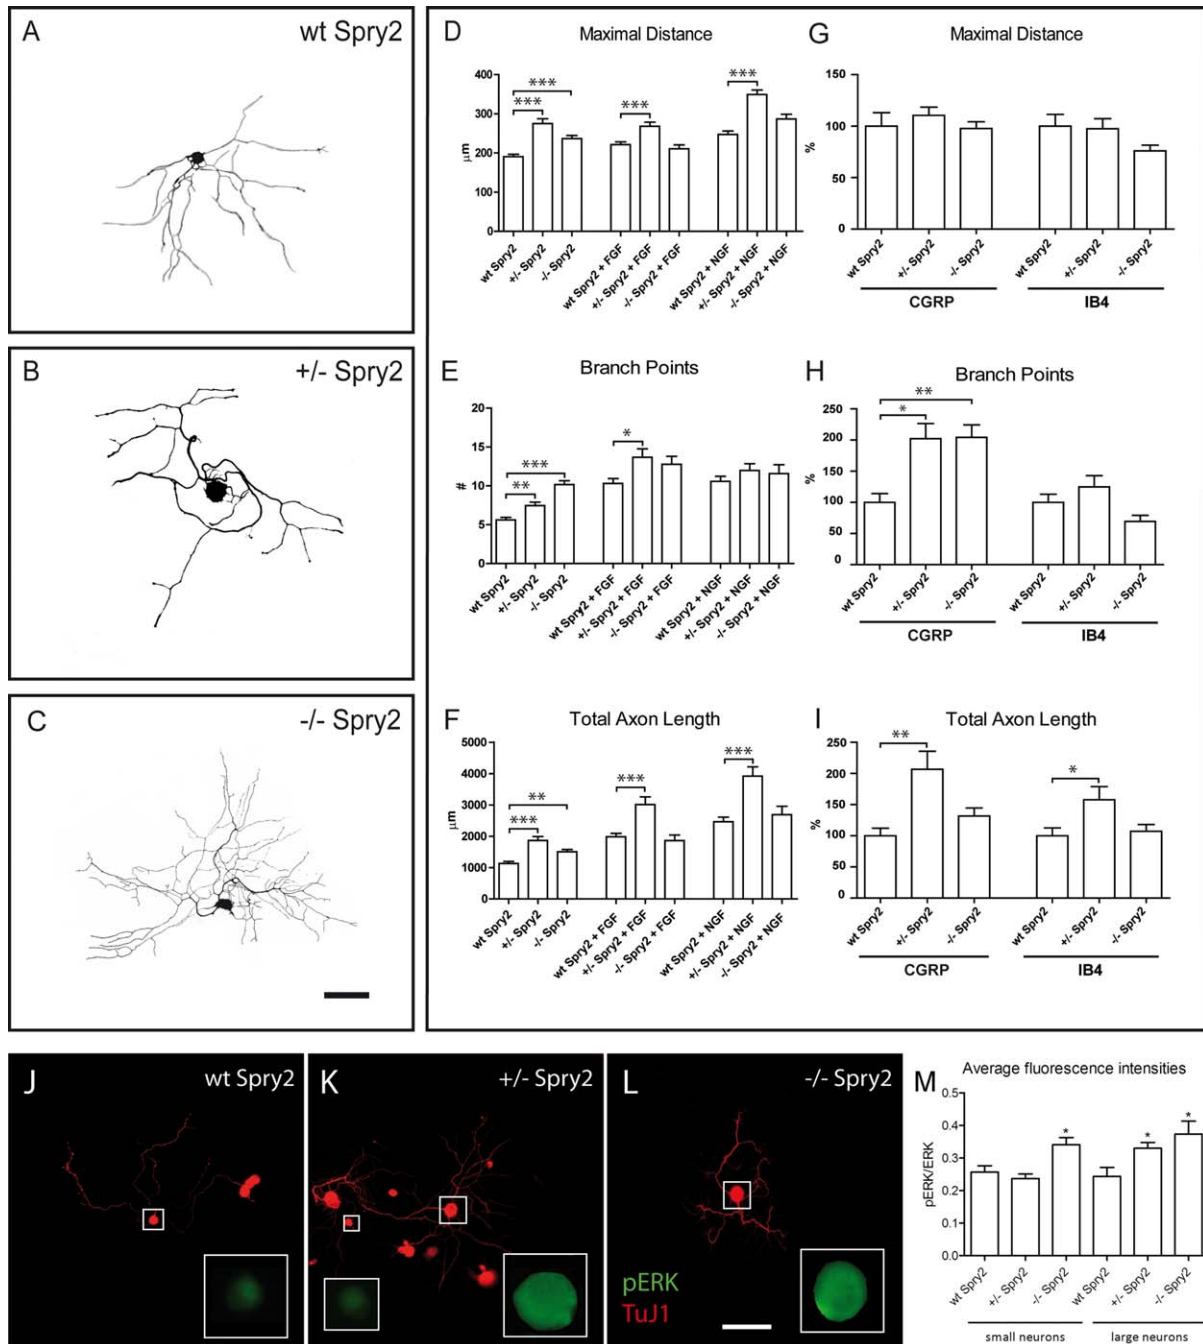 A
wt Spry2
B
+/- Spry2
C
-/- Spry2
D
Maximal Distance
***
***
***
***
400
300
200
100
0
µm
wt Spry2
+/- Spry2
-/- Spry2
wt Spry2 + FGF
+/- Spry2 + FGF
-/- Spry2 + FGF
wt Spry2 + NGF
+/- Spry2 + NGF
-/- Spry2 + NGF
G
Maximal Distance
150
100
50
0
%
wt Spry2
+/- Spry2
-/- Spry2
wt Spry2
+/- Spry2
-/- Spry2
CGRP
IB4
E
Branch Points
***
**
*
20
15
10
5
0
#
wt Spry2
+/- Spry2
-/- Spry2
wt Spry2 + FGF
+/- Spry2 + FGF
-/- Spry2 + FGF
wt Spry2 + NGF
+/- Spry2 + NGF
-/- Spry2 + NGF
H
Branch Points
**
*
250
200
150
100
50
0
%
wt Spry2
+/- Spry2
-/- Spry2
wt Spry2
+/- Spry2
-/- Spry2
CGRP
IB4
F
Total Axon Length
**
***
***
***
5000
4000
3000
2000
1000
0
µm
wt Spry2
+/- Spry2
-/- Spry2
wt Spry2 + FGF
+/- Spry2 + FGF
-/- Spry2 + FGF
wt Spry2 + NGF
+/- Spry2 + NGF
-/- Spry2 + NGF
I
Total Axon Length
**
*
250
200
150
100
50
0
%
wt Spry2
+/- Spry2
-/- Spry2
wt Spry2
+/- Spry2
-/- Spry2
CGRP
IB4
J
wt Spry2
K
+/- Spry2
L
-/- Spry2
pERK
TuJ1
M
Average fluorescence intensities
*
*
*
0.5
0.4
0.3
0.2
0.1
0.0
pERK/ERK
wt Spry2
+/- Spry2
-/- Spry2
wt Spry2
+/- Spry2
-/- Spry2
small neurons
large neurons